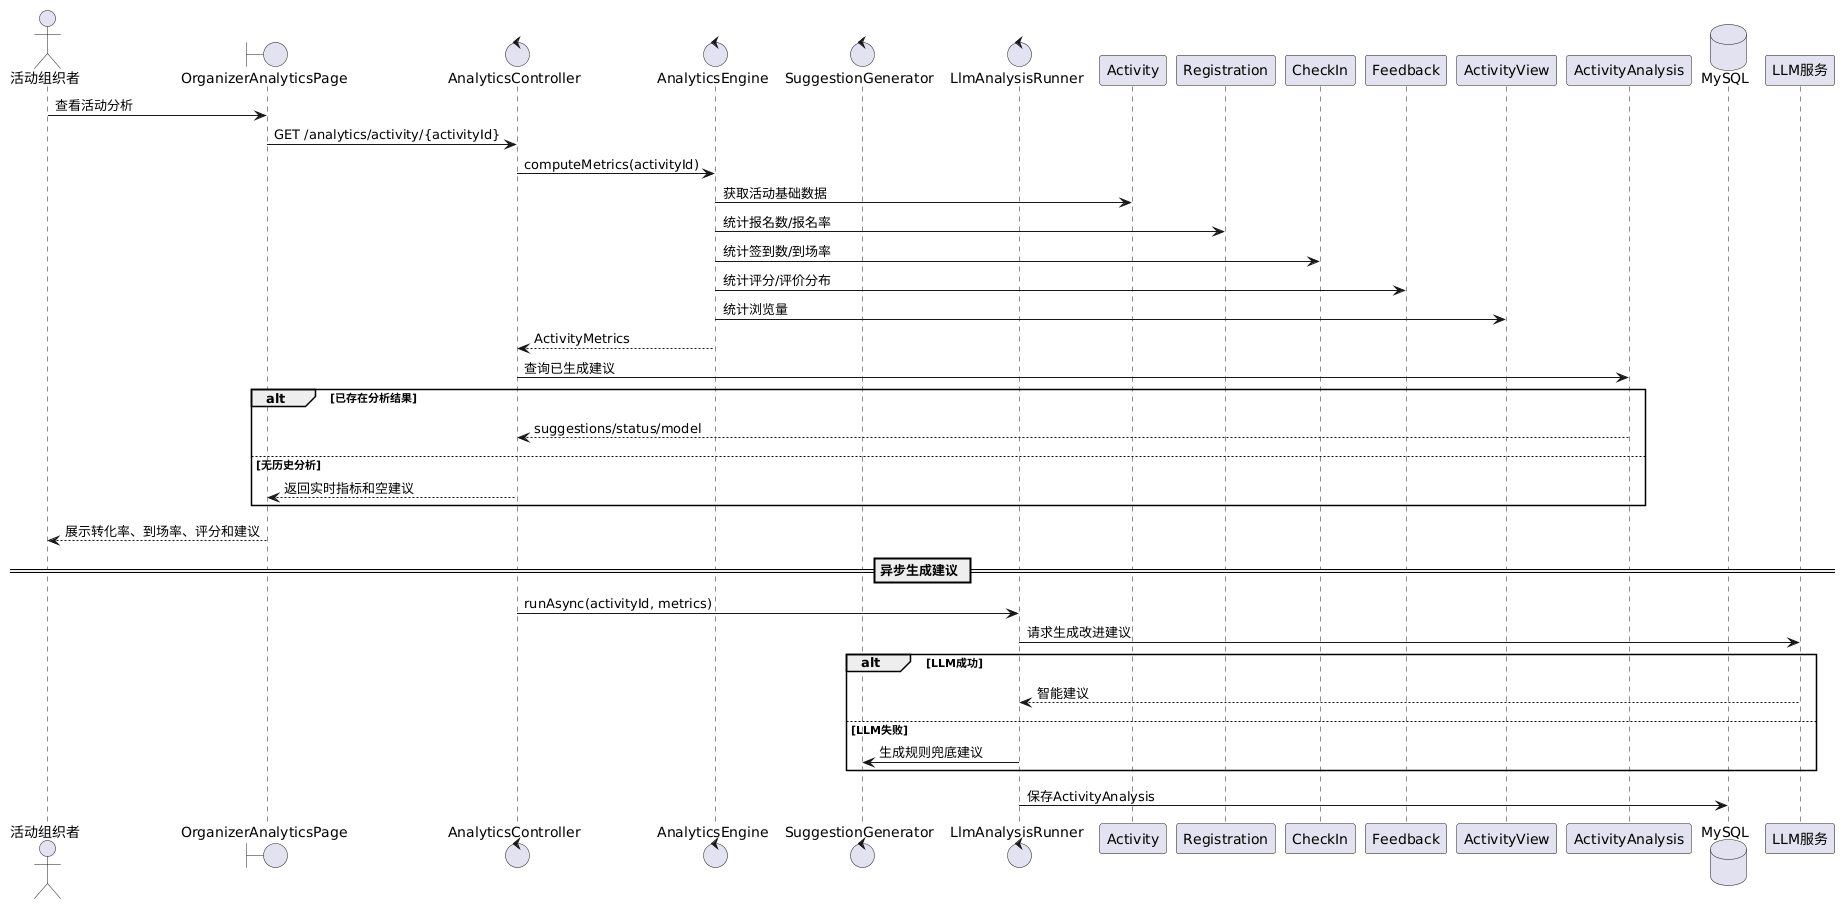 活动组织者
OrganizerAnalyticsPage
AnalyticsController
AnalyticsEngine
SuggestionGenerator
LlmAnalysisRunner
Activity
Registration
CheckIn
Feedback
ActivityView
ActivityAnalysis
MySQL
LLM服务
查看活动分析
GET /analytics/activity/{activityId}
computeMetrics(activityId)
获取活动基础数据
统计报名数/报名率
统计签到数/到场率
统计评分/评价分布
统计浏览量
ActivityMetrics
查询已生成建议
alt [已存在分析结果]
suggestions/status/model
[无历史分析]
返回实时指标和空建议
展示转化率、到场率、评分和建议
异步生成建议
runAsync(activityId, metrics)
请求生成改进建议
alt [LLM成功]
智能建议
[LLM失败]
生成规则兜底建议
保存ActivityAnalysis
活动组织者
OrganizerAnalyticsPage
AnalyticsController
AnalyticsEngine
SuggestionGenerator
LlmAnalysisRunner
Activity
Registration
CheckIn
Feedback
ActivityView
ActivityAnalysis
MySQL
LLM服务